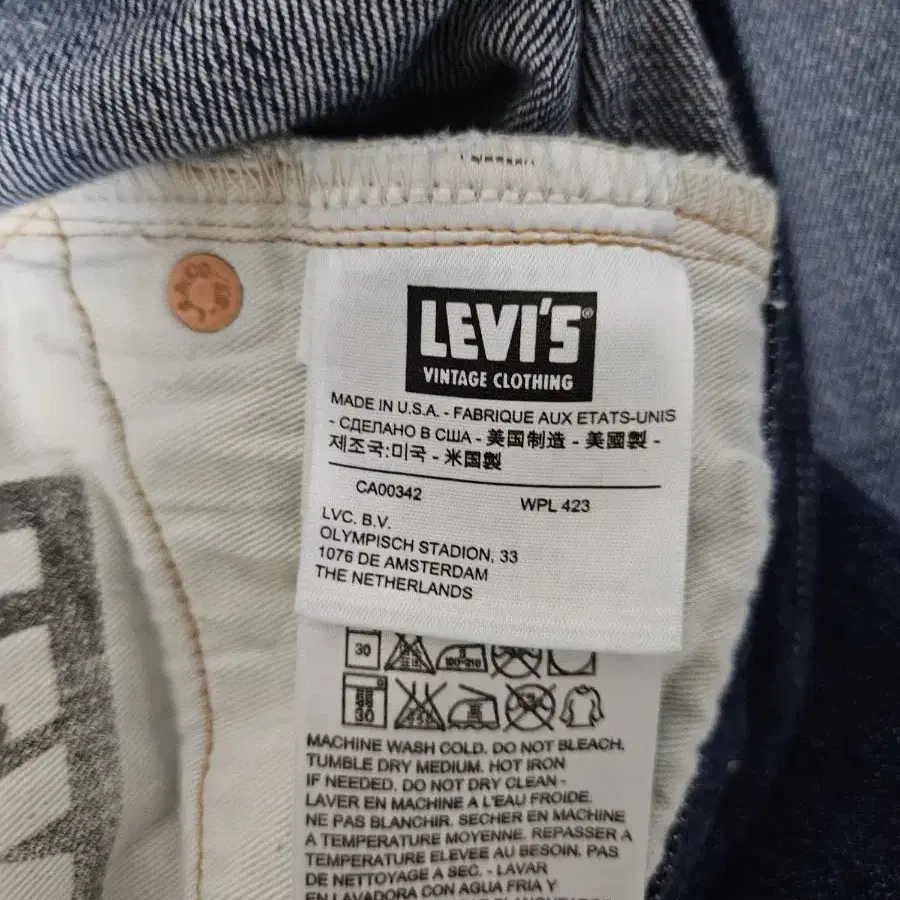 LEVI'S®
VINTAGE CLOTHING
MADE IN U.S.A. - FABRIQUE AUX ETATS-UNIS
- СДЕЛАНО В США - 美国制造 - 美國製 -
제조국:미국 - 米国製
CA00342 WPL 423
LVC. B.V.
OLYMPISCH STADION, 33
1076 DE AMSTERDAM
THE NETHERLANDS
30
30
MACHINE WASH COLD. DO NOT BLEACH.
TUMBLE DRY MEDIUM. HOT IRON
IF NEEDED. DO NOT DRY CLEAN -
LAVER EN MACHINE A L'EAU FROIDE.
NE PAS BLANCHIR. SECHER EN MACHINE
A TEMPERATURE MOYENNE. REPASSER A
TEMPERATURE ELEVEE AU BESOIN. PAS
DE NETTOYAGE A SEC. - LAVAR
EN LAVADORA CON AGUA FRIA Y